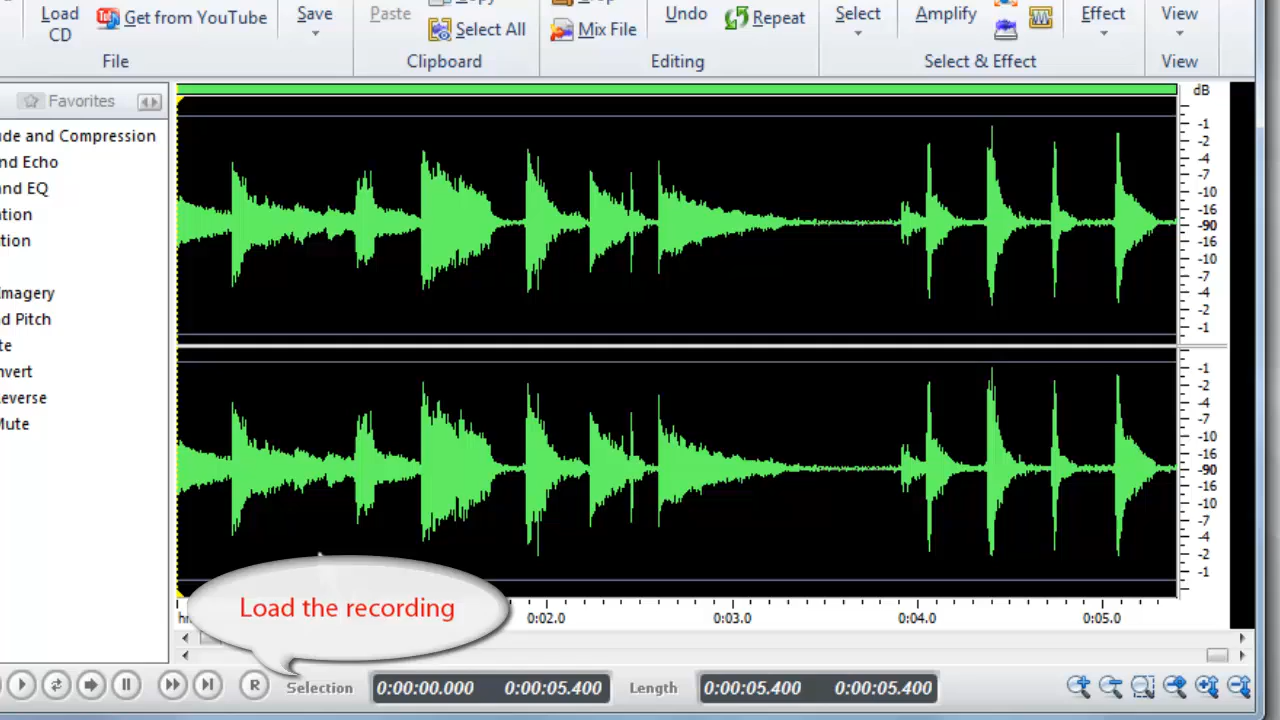 Load
CD
Get from YouTube
Save
Paste
Copy
Select All
Crop
Mix File
Undo
Repeat
Select
Amplify
Effect
View
File
Clipboard
Editing
Select & Effect
View
Favorites
ude and Compression
nd Echo
and EQ
ation
tion
Imagery
d Pitch
te
nvert
Reverse
Mute
dB
-1
-2
-4
-7
-10
-16
-90
-16
-10
-7
-4
-2
-1
-1
-2
-4
-7
-10
-16
-90
-16
-10
-7
-4
-2
-1
Load the recording
0:02.0
0:03.0
0:04.0
0:05.0
R
Selection
0:00:00.000
0:00:05.400
Length
0:00:05.400
0:00:05.400